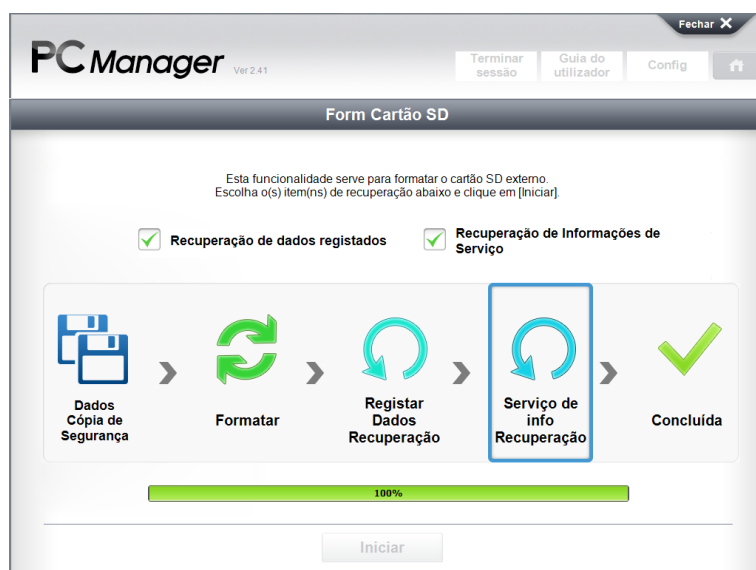 Fechar X
PC Manager Ver 2.41
Terminar sessão
Guia do utilizador
Config
Form Cartão SD
Esta funcionalidade serve para formatar o cartão SD externo.
Escolha o(s) item(ns) de recuperação abaixo e clique em [Iniciar].
Recuperação de dados registados
Recuperação de Informações de
Serviço
Dados
Cópia de
Segurança
Formatar
Registar
Dados
Recuperação
Serviço de
info
Recuperação
Concluída
100%
Iniciar